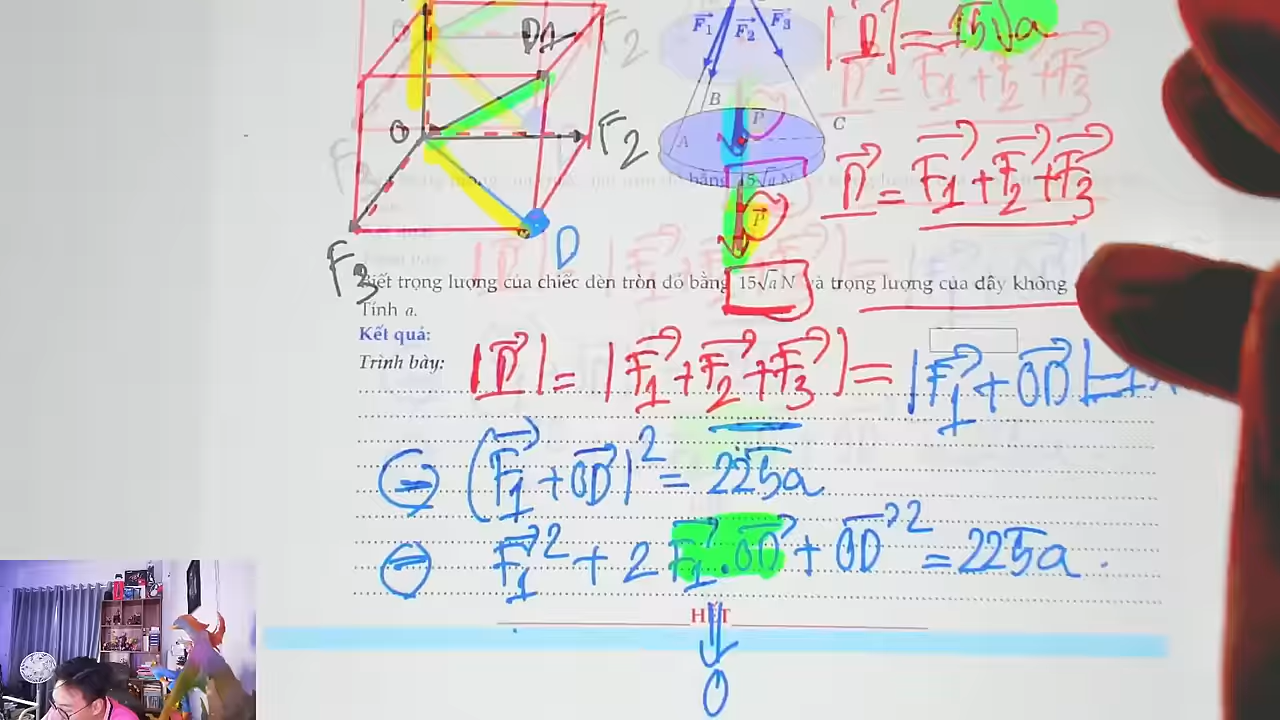 D1
F2
O
F2
F3
D
F1 F2 F3
B
P
A
C
P
|P| = 15√a
P = F1 + F2 + F3
P = F1 + F2 + F3
Biết trọng lượng của chiếc đèn tròn đó bằng 15√a N và trọng lượng của dây không
Tính a.
Kết quả:
Trình bày: |P| = |F1 + F2 + F3| = |F1 + OD| =
⇔ (F1 + OD)² = 225a
⇔ F1² + 2 F1 . OD + OD² = 225a
HẾT
0